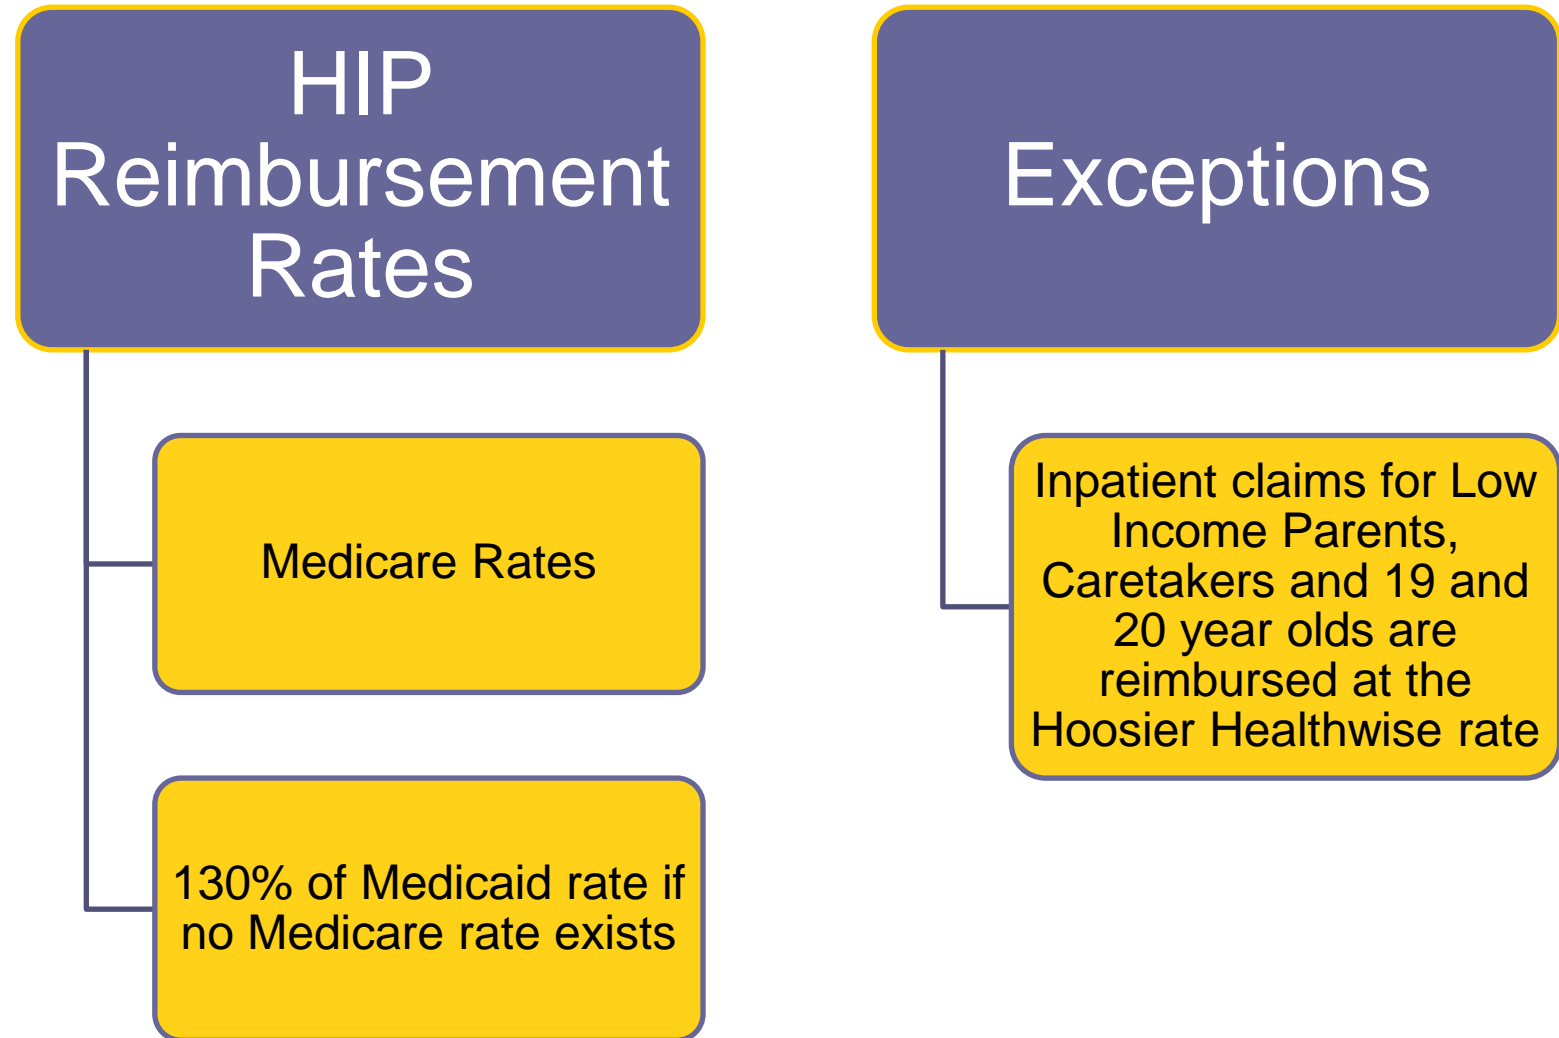 HIP
Reimbursement
Rates
Medicare Rates
130% of Medicaid rate if
no Medicare rate exists
Exceptions
Inpatient claims for Low
Income Parents,
Caretakers and 19 and
20 year olds are
reimbursed at the
Hoosier Healthwise rate